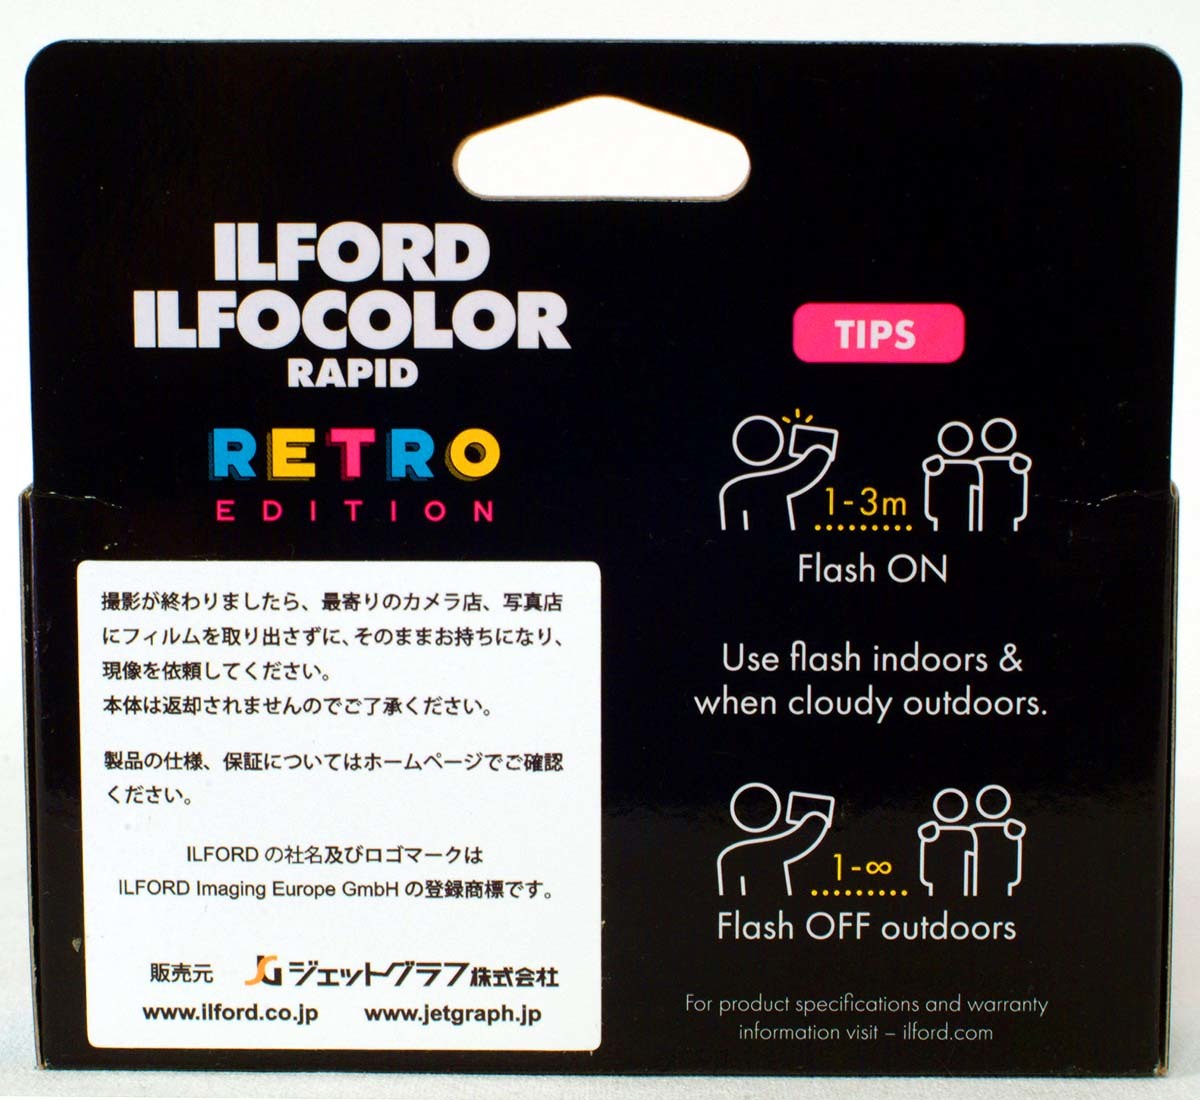 ILFORD
ILFOCOLOR
RAPID
RETRO
EDITION
撮影が終わりましたら、最寄りのカメラ店、写真店
にフィルムを取り出さずに、そのままお持ちになり、
現像を依頼してください。
本体は返却されませんのでご了承ください。
製品の仕様、保証についてはホームページでご確認
ください。
ILFORD の社名及びロゴマークは
ILFORD Imaging Europe GmbH の登録商標です。
販売元 JG ジェットグラフ株式会社
www.ilford.co.jp www.jetgraph.jp
TIPS
1-3m
Flash ON
Use flash indoors &
when cloudy outdoors.
1-∞
Flash OFF outdoors
For product specifications and warranty
information visit – ilford.com